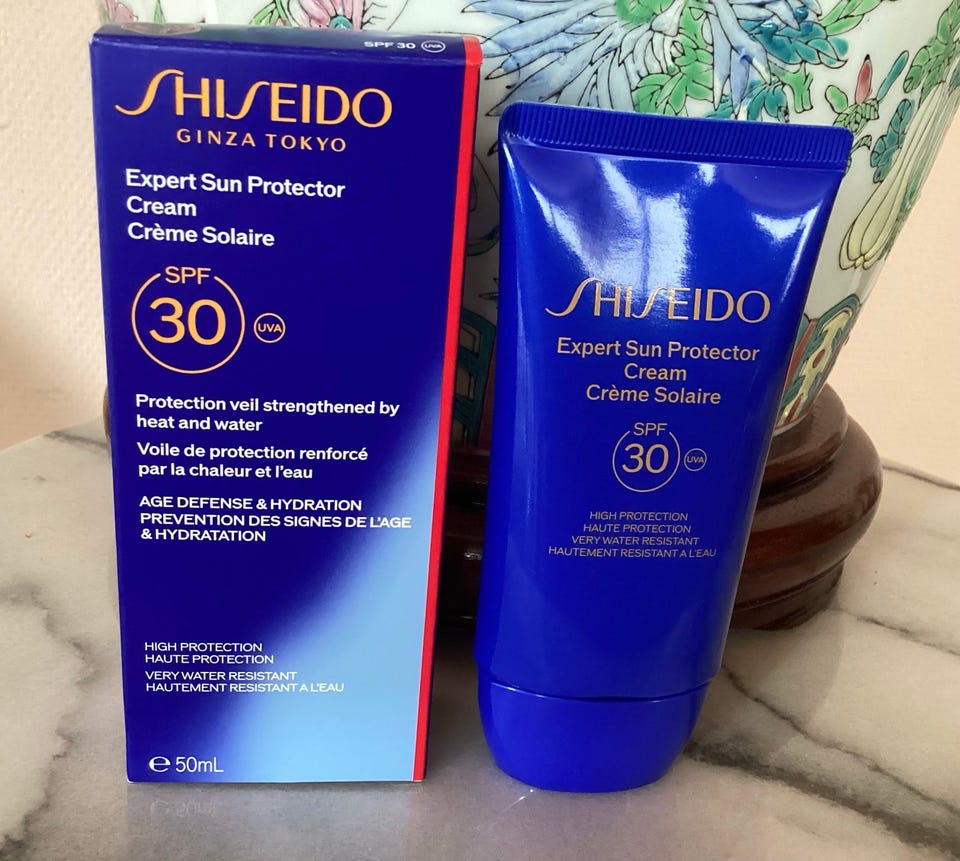 SPF 30 UVA
SHISEIDO
GINZA TOKYO
Expert Sun Protector
Cream
Crème Solaire
SPF
30
UVA
Protection veil strengthened by
heat and water
Voile de protection renforcé
par la chaleur et l'eau
AGE DEFENSE & HYDRATION
PREVENTION DES SIGNES DE L'AGE
& HYDRATATION
HIGH PROTECTION
HAUTE PROTECTION
VERY WATER RESISTANT
HAUTEMENT RESISTANT A L'EAU
℮ 50mL
SHISEIDO
Expert Sun Protector
Cream
Crème Solaire
SPF
30
UVA
HIGH PROTECTION
HAUTE PROTECTION
VERY WATER RESISTANT
HAUTEMENT RESISTANT A L'EAU